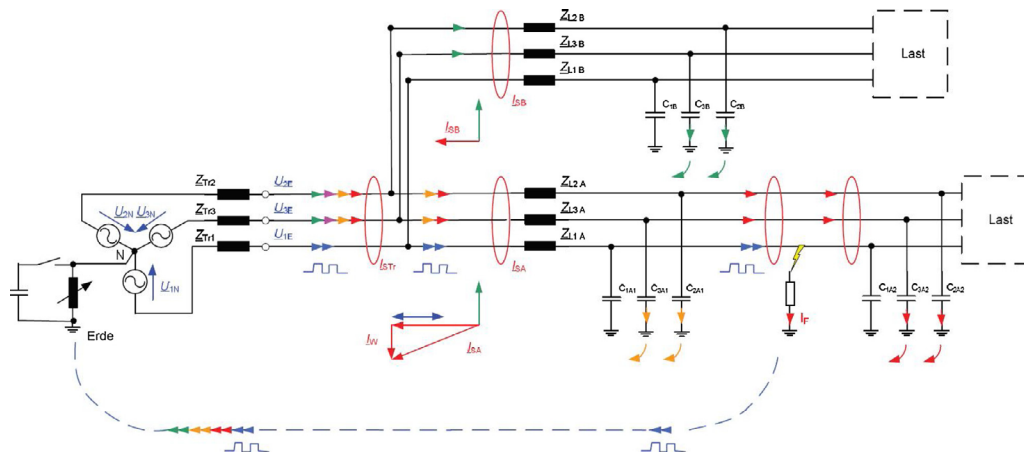 Z_L2 B
Z_L3 B
Z_L1 B
Last
C_1B
C_3B
C_2B
I_SB
I_SB
Z_Tr2
U_2E
Z_L2 A
Z_Tr3
U_3E
Z_L3 A
Last
U_2N U_3N
Z_Tr1
U_1E
Z_L1 A
N
I_STr
I_SA
U_1N
C_1A1
C_3A1
C_2A1
C_1A2
C_3A2
C_2A2
I_F
Erde
I_W
I_SA